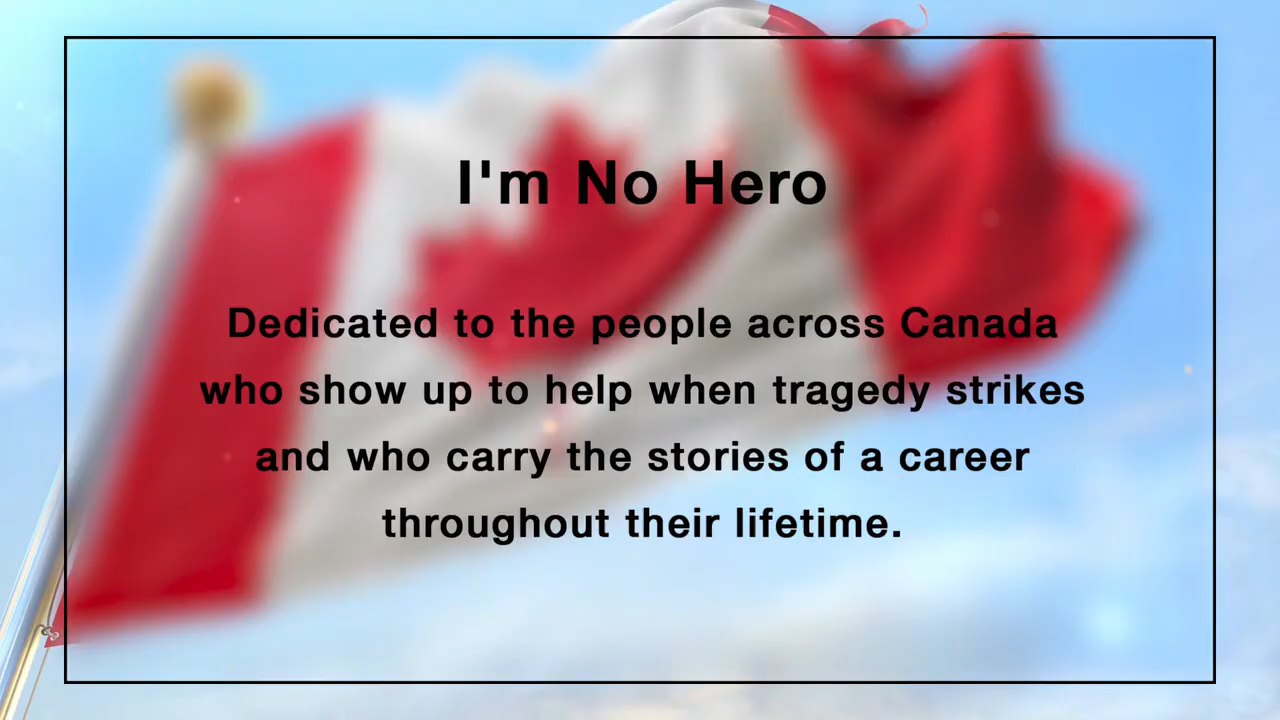 I'm No Hero
Dedicated to the people across Canada
who show up to help when tragedy strikes
and who carry the stories of a career
throughout their lifetime.